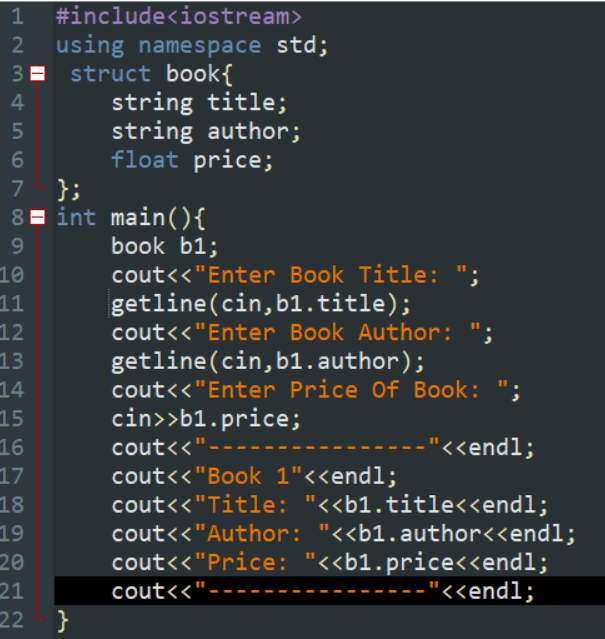 1 #include<iostream>
2 using namespace std;
3 struct book{
4 string title;
5 string author;
6 float price;
7 };
8 int main(){
9 book b1;
10 cout<<"Enter Book Title: ";
11 getline(cin,b1.title);
12 cout<<"Enter Book Author: ";
13 getline(cin,b1.author);
14 cout<<"Enter Price Of Book: ";
15 cin>>b1.price;
16 cout<<"----------------"<<endl;
17 cout<<"Book 1"<<endl;
18 cout<<"Title: "<<b1.title<<endl;
19 cout<<"Author: "<<b1.author<<endl;
20 cout<<"Price: "<<b1.price<<endl;
21 cout<<"----------------"<<endl;
22 }